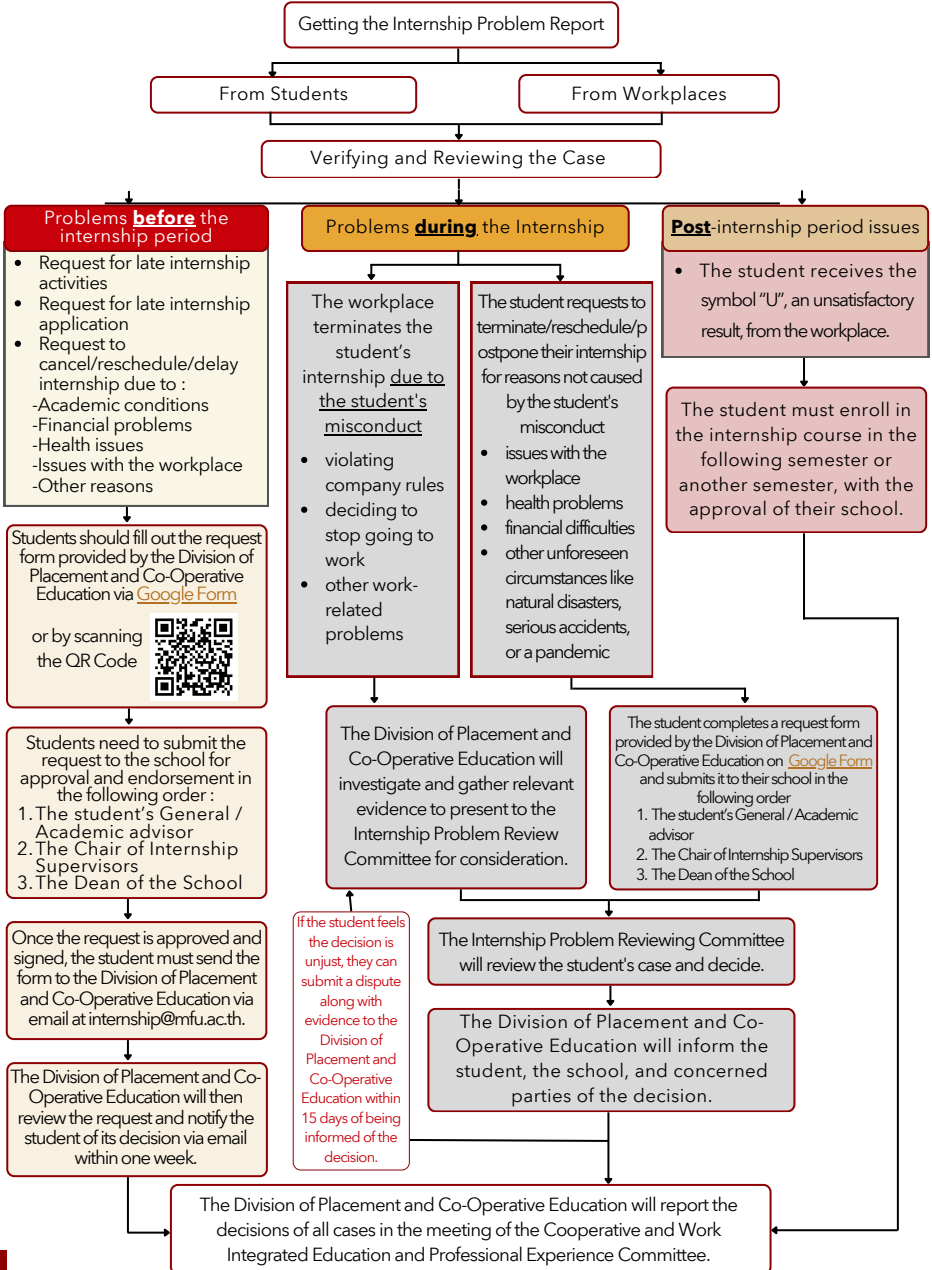 Getting the Internship Problem Report
From Students
From Workplaces
Verifying and Reviewing the Case
Problems before the
internship period
• Request for late internship
activities
• Request for late internship
application
• Request to
cancel/reschedule/delay
internship due to :
-Academic conditions
-Financial problems
-Health issues
-Issues with the workplace
-Other reasons
Students should fill out the request
form provided by the Division of
Placement and Co-Operative
Education via Google Form
or by scanning
the QR Code
Students need to submit the
request to the school for
approval and endorsement in
the following order :
1. The student's General /
Academic advisor
2. The Chair of Internship
Supervisors
3. The Dean of the School
Once the request is approved and
signed, the student must send the
form to the Division of Placement
and Co-Operative Education via
email at internship@mfu.ac.th.
The Division of Placement and Co-
Operative Education will then
review the request and notify the
student of its decision via email
within one week.
Problems during the Internship
The workplace
terminates the
student's
internship due to
the student's
misconduct
• violating
company rules
• deciding to
stop going to
work
• other work-
related
problems
The student requests to
terminate/reschedule/p
ostpone their internship
for reasons not caused
by the student's
misconduct
• issues with the
workplace
• health problems
• financial difficulties
• other unforeseen
circumstances like
natural disasters,
serious accidents,
or a pandemic
The Division of Placement and
Co-Operative Education will
investigate and gather relevant
evidence to present to the
Internship Problem Review
Committee for consideration.
The student completes a request form
provided by the Division of Placement and
Co-Operative Education on Google Form
and submits it to their school in the
following order
1. The student's General / Academic
advisor
2. The Chair of Internship Supervisors
3. The Dean of the School
If the student feels
the decision is
unjust, they can
submit a dispute
along with
evidence to the
Division of
Placement and
Co-Operative
Education within
15 days of being
informed of the
decision.
The Internship Problem Reviewing Committee
will review the student's case and decide.
The Division of Placement and Co-
Operative Education will inform the
student, the school, and concerned
parties of the decision.
Post-internship period issues
• The student receives the
symbol "U", an unsatisfactory
result, from the workplace.
The student must enroll in
the internship course in the
following semester or
another semester, with the
approval of their school.
The Division of Placement and Co-Operative Education will report the
decisions of all cases in the meeting of the Cooperative and Work
Integrated Education and Professional Experience Committee.